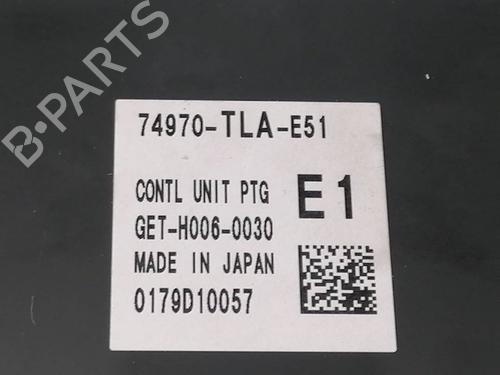 B-PARTS
74970-TLA-E51
CONTL UNIT PTG E1
GET-H006-0030
MADE IN JAPAN
0179D10057